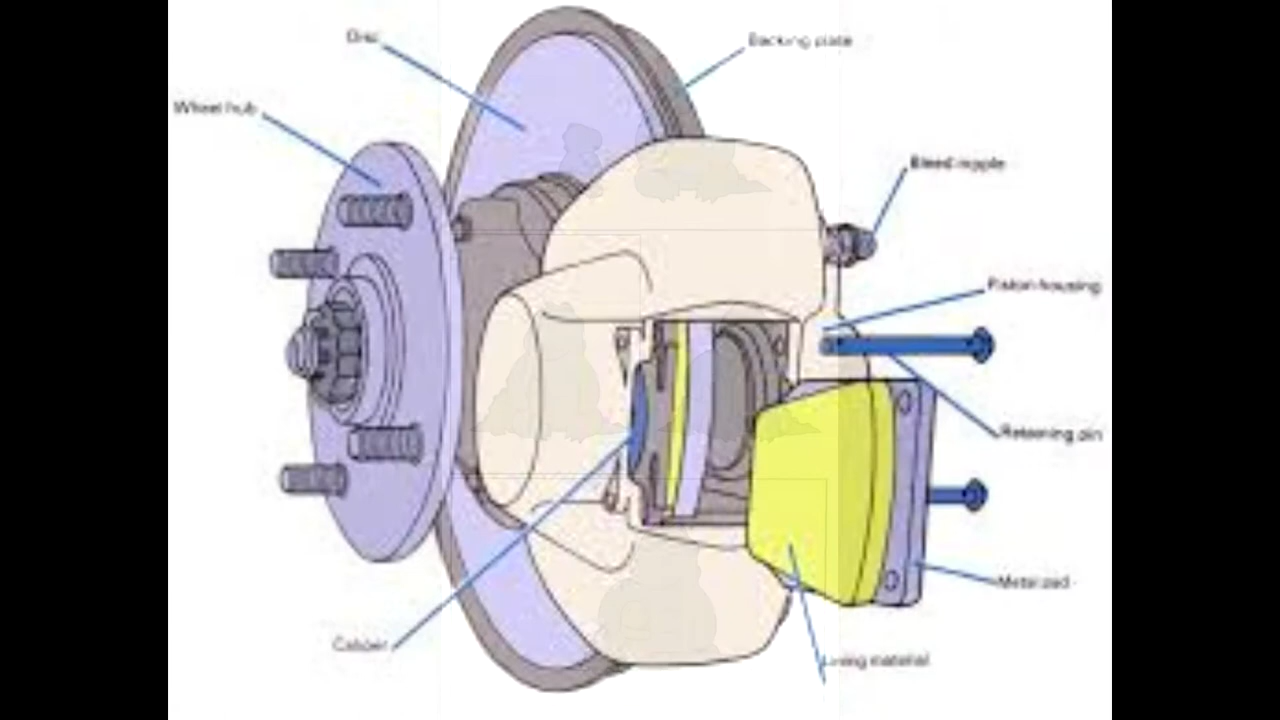 Disc
Backing plate
Wheel hub
Bleed nipple
Piston housing
Retaining pin
Metal pad
Caliper
Lining material